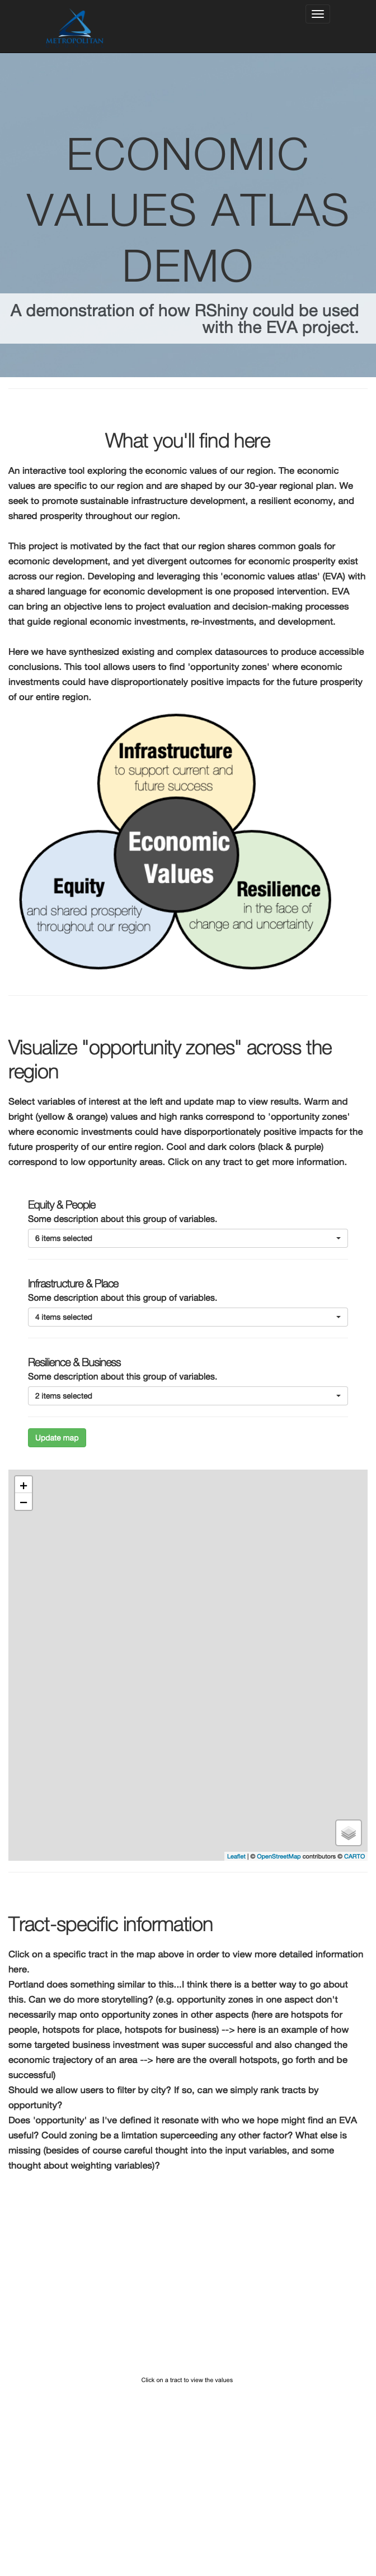 METROPOLITAN
ECONOMIC
VALUES ATLAS
DEMO
A demonstration of how RShiny could be used
with the EVA project.
What you'll find here
An interactive tool exploring the economic values of our region. The economic
values are specific to our region and are shaped by our 30-year regional plan. We
seek to promote sustainable infrastructure development, a resilient economy, and
shared prosperity throughout our region.
This project is motivated by the fact that our region shares common goals for
ecomonic development, and yet divergent outcomes for economic prosperity exist
across our region. Developing and leveraging this 'economic values atlas' (EVA) with
a shared language for economic development is one proposed intervention. EVA
can bring an objective lens to project evaluation and decision-making processes
that guide regional economic investments, re-investments, and development.
Here we have synthesized existing and complex datasources to produce accessible
conclusions. This tool allows users to find 'opportunity zones' where economic
investments could have disproportionately positive impacts for the future prosperity
of our entire region.
Infrastructure
to support current and
future success
Economic
Values
Equity
and shared prosperity
throughout our region
Resilience
in the face of
change and uncertainty
Visualize "opportunity zones" across the
region
Select variables of interest at the left and update map to view results. Warm and
bright (yellow & orange) values and high ranks correspond to 'opportunity zones'
where economic investments could have disporportionately positive impacts for the
future prosperity of our entire region. Cool and dark colors (black & purple)
correspond to low opportunity areas. Click on any tract to get more information.
Equity & People
Some description about this group of variables.
6 items selected
Infrastructure & Place
Some description about this group of variables.
4 items selected
Resilience & Business
Some description about this group of variables.
2 items selected
Update map
+
−
Leaflet | © OpenStreetMap contributors © CARTO
Tract-specific information
Click on a specific tract in the map above in order to view more detailed information
here.
Portland does something similar to this...I think there is a better way to go about
this. Can we do more storytelling? (e.g. opportunity zones in one aspect don't
necessarily map onto opportunity zones in other aspects (here are hotspots for
people, hotspots for place, hotspots for business) --> here is an example of how
some targeted business investment was super successful and also changed the
economic trajectory of an area --> here are the overall hotspots, go forth and be
successful)
Should we allow users to filter by city? If so, can we simply rank tracts by
opportunity?
Does 'opportunity' as I've defined it resonate with who we hope might find an EVA
useful? Could zoning be a limtation superceeding any other factor? What else is
missing (besides of course careful thought into the input variables, and some
thought about weighting variables)?
Click on a tract to view the values